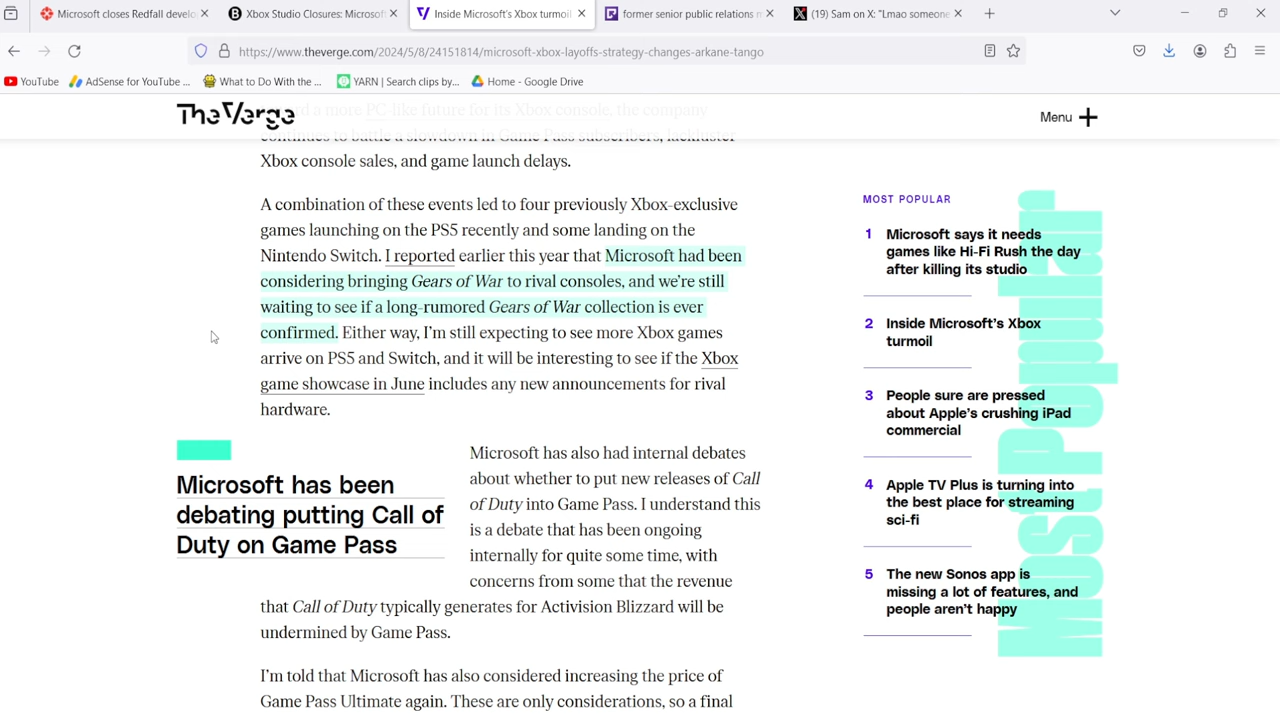 Microsoft closes Redfall develo
Xbox Studio Closures: Microsoft
Inside Microsoft's Xbox turmoil
former senior public relations m
(19) Sam on X: "Lmao someone
https://www.theverge.com/2024/5/8/24151814/microsoft-xbox-layoffs-strategy-changes-arkane-tango
YouTube
AdSense for YouTube ...
What to Do With the ...
YARN | Search clips by...
Home - Google Drive
The Verge
Menu
a more PC-like future for its Xbox console, the company
continues to battle a slowdown in Game Pass subscribers, lackluster
Xbox console sales, and game launch delays.
A combination of these events led to four previously Xbox-exclusive
games launching on the PS5 recently and some landing on the
Nintendo Switch. I reported earlier this year that Microsoft had been
considering bringing Gears of War to rival consoles, and we're still
waiting to see if a long-rumored Gears of War collection is ever
confirmed. Either way, I'm still expecting to see more Xbox games
arrive on PS5 and Switch, and it will be interesting to see if the Xbox
game showcase in June includes any new announcements for rival
hardware.
Microsoft has been
debating putting Call of
Duty on Game Pass
Microsoft has also had internal debates
about whether to put new releases of Call
of Duty into Game Pass. I understand this
is a debate that has been ongoing
internally for quite some time, with
concerns from some that the revenue
that Call of Duty typically generates for Activision Blizzard will be
undermined by Game Pass.
I'm told that Microsoft has also considered increasing the price of
Game Pass Ultimate again. These are only considerations, so a final
MOST POPULAR
1 Microsoft says it needs
games like Hi-Fi Rush the day
after killing its studio
2 Inside Microsoft's Xbox
turmoil
3 People sure are pressed
about Apple's crushing iPad
commercial
4 Apple TV Plus is turning into
the best place for streaming
sci-fi
5 The new Sonos app is
missing a lot of features, and
people aren't happy
Most Popular